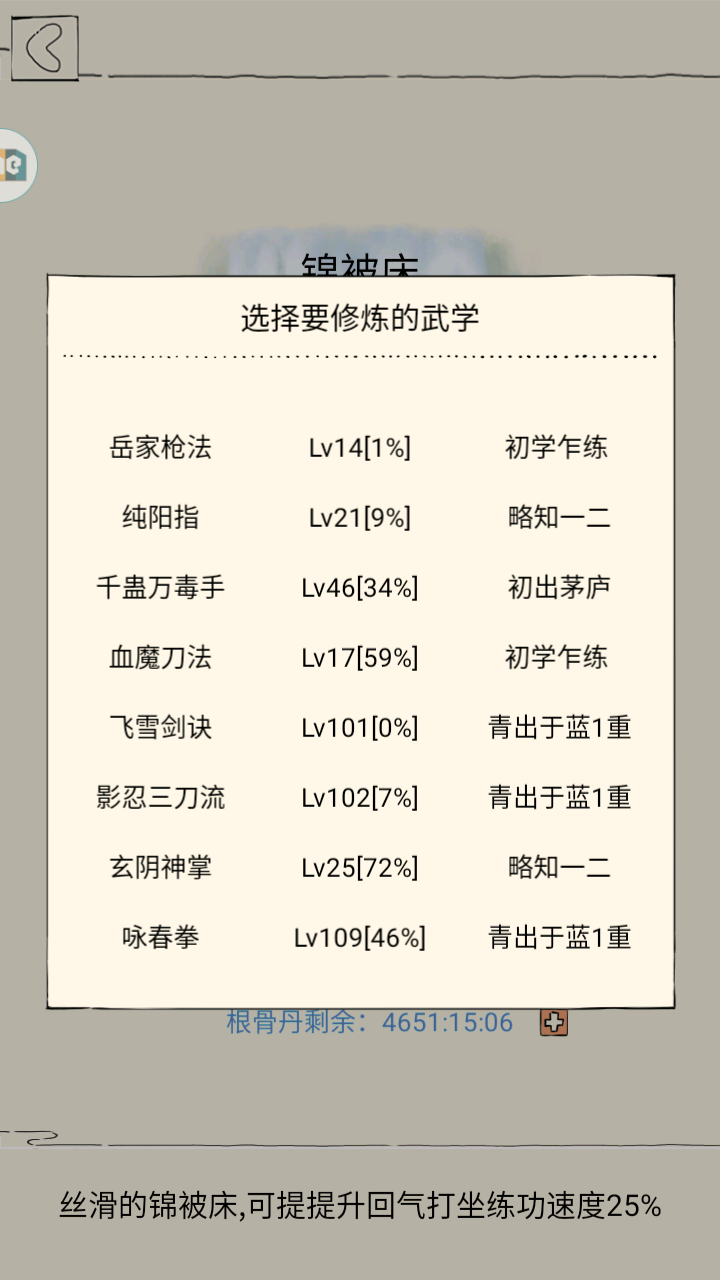 锦被床
选择要修炼的武学
岳家枪法 Lv14[1%] 初学乍练
纯阳指 Lv21[9%] 略知一二
千蛊万毒手 Lv46[34%] 初出茅庐
血魔刀法 Lv17[59%] 初学乍练
飞雪剑诀 Lv101[0%] 青出于蓝1重
影忍三刀流 Lv102[7%] 青出于蓝1重
玄阴神掌 Lv25[72%] 略知一二
咏春拳 Lv109[46%] 青出于蓝1重
根骨丹剩余：4651:15:06
丝滑的锦被床,可提提升回气打坐练功速度25%